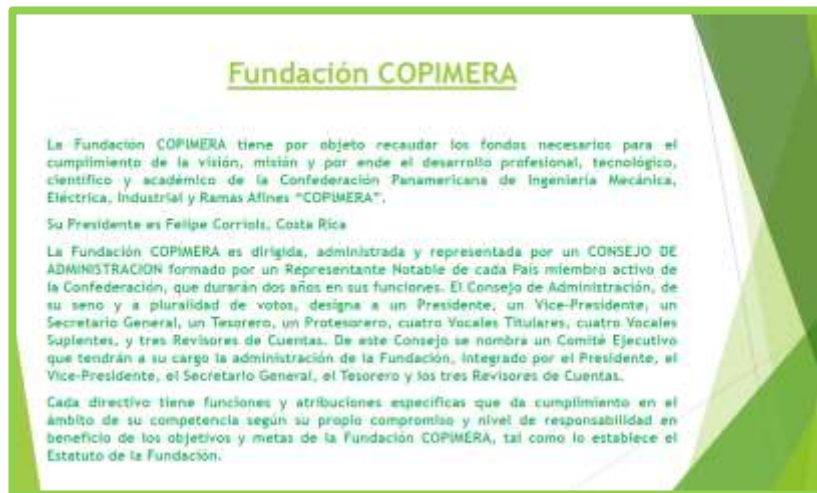 Fundación COPIMERA
La Fundación COPIMERA tiene por objeto recaudar los fondos necesarios para el
cumplimiento de la visión, misión y por ende el desarrollo profesional, tecnológico,
científico y académico de la Confederación Panamericana de Ingeniería Mecánica,
Eléctrica, Industrial y Ramas Afines “COPIMERA”.
Su Presidente es Felipe Corriols, Costa Rica
La Fundación COPIMERA es dirigida, administrada y representada por un CONSEJO DE
ADMINISTRACION formado por un Representante Notable de cada País miembro activo de
la Confederación, que durarán dos años en sus funciones. El Consejo de Administración, de
su seno y a pluralidad de votos, designa a un Presidente, un Vice-Presidente, un
Secretario General, un Tesorero, un Protesorero, cuatro Vocales Titulares, cuatro Vocales
Suplentes, y tres Revisores de Cuentas. De este Consejo se nombra un Comité Ejecutivo
que tendrán a su cargo la administración de la Fundación, integrado por el Presidente, el
Vice-Presidente, el Secretario General, el Tesorero y los tres Revisores de Cuentas.
Cada directivo tiene funciones y atribuciones específicas que da cumplimiento en el
ámbito de su competencia según su propio compromiso y nivel de responsabilidad en
beneficio de los objetivos y metas de la Fundación COPIMERA, tal como lo establece el
Estatuto de la Fundación.